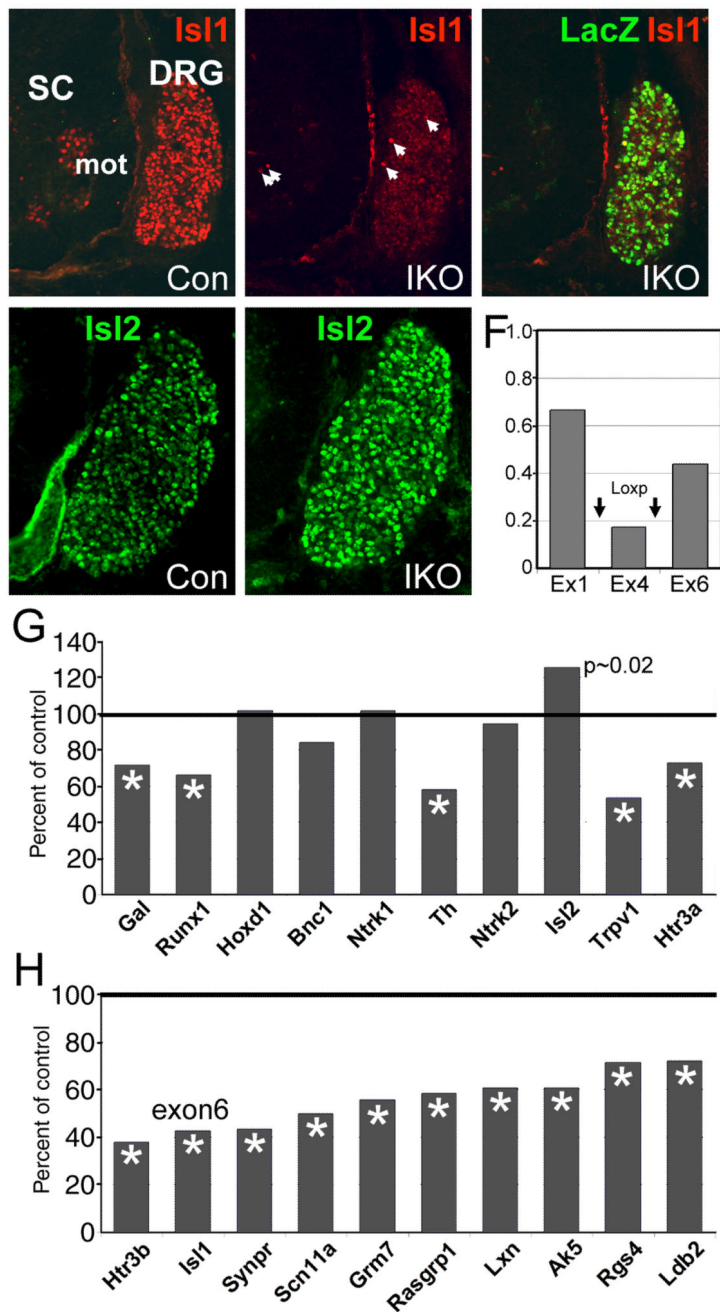 Isl1
SC
DRG
mot
Con
Isl1
IKO
LacZ Isl1
IKO
Isl2
Con
Isl2
IKO
F
1.0
0.8
0.6
0.4
0.2
0
Loxp
Ex1 Ex4 Ex6
G
Percent of control
140
120
100
80
60
40
20
0
p~0.02
* * * * *
Gal Runx1 Hoxd1 Bnc1 Ntrk1 Th Ntrk2 Isl2 Trpv1 Htr3a
H
Percent of control
100
80
60
40
20
0
exon6
* * * * * * * * * *
Htr3b Isl1 Synpr Scn11a Grm7 Rasgrp1 Lxn Ak5 Rgs4 Ldb2